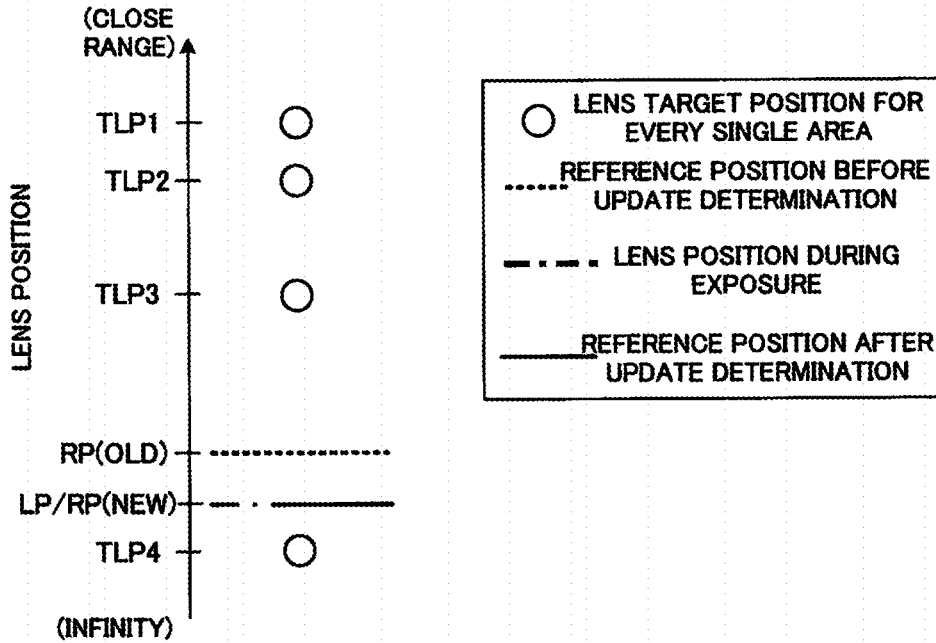 (CLOSE
RANGE)
TLP1
TLP2
TLP3
RP(OLD)
LP/RP(NEW)
TLP4
(INFINITY)
LENS POSITION
LENS TARGET POSITION FOR
EVERY SINGLE AREA
REFERENCE POSITION BEFORE
UPDATE DETERMINATION
LENS POSITION DURING
EXPOSURE
REFERENCE POSITION AFTER
UPDATE DETERMINATION